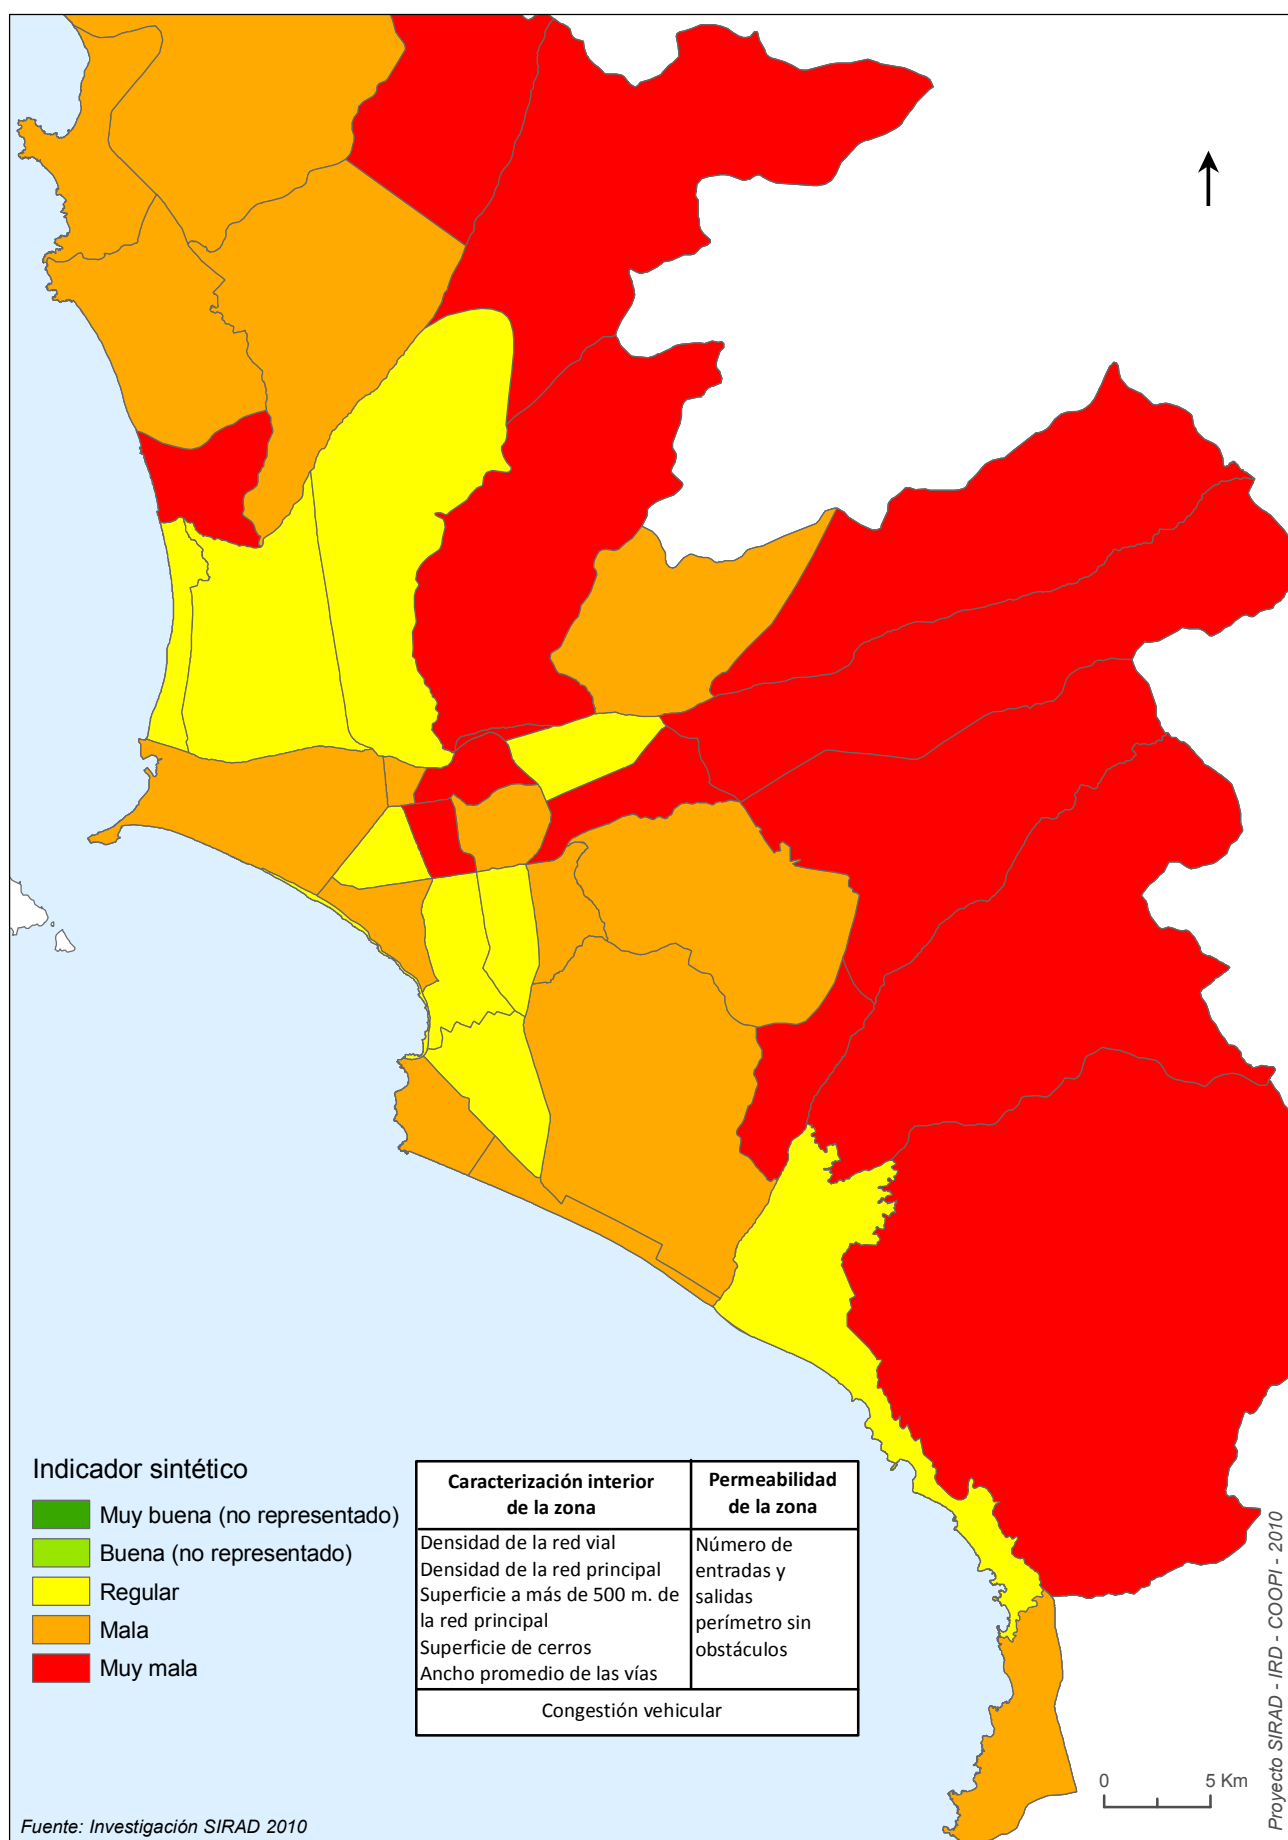 Indicador sintético
Muy buena (no representado)
Buena (no representado)
Regular
Mala
Muy mala
Caracterización interior
de la zona
Permeabilidad
de la zona
Densidad de la red vial
Densidad de la red principal
Superficie a más de 500 m. de
la red principal
Superficie de cerros
Ancho promedio de las vías
Número de
entradas y
salidas
perímetro sin
obstáculos
Congestión vehicular
0 5 Km
Proyecto SIRAD - IRD - COOPI - 2010
Fuente: Investigación SIRAD 2010